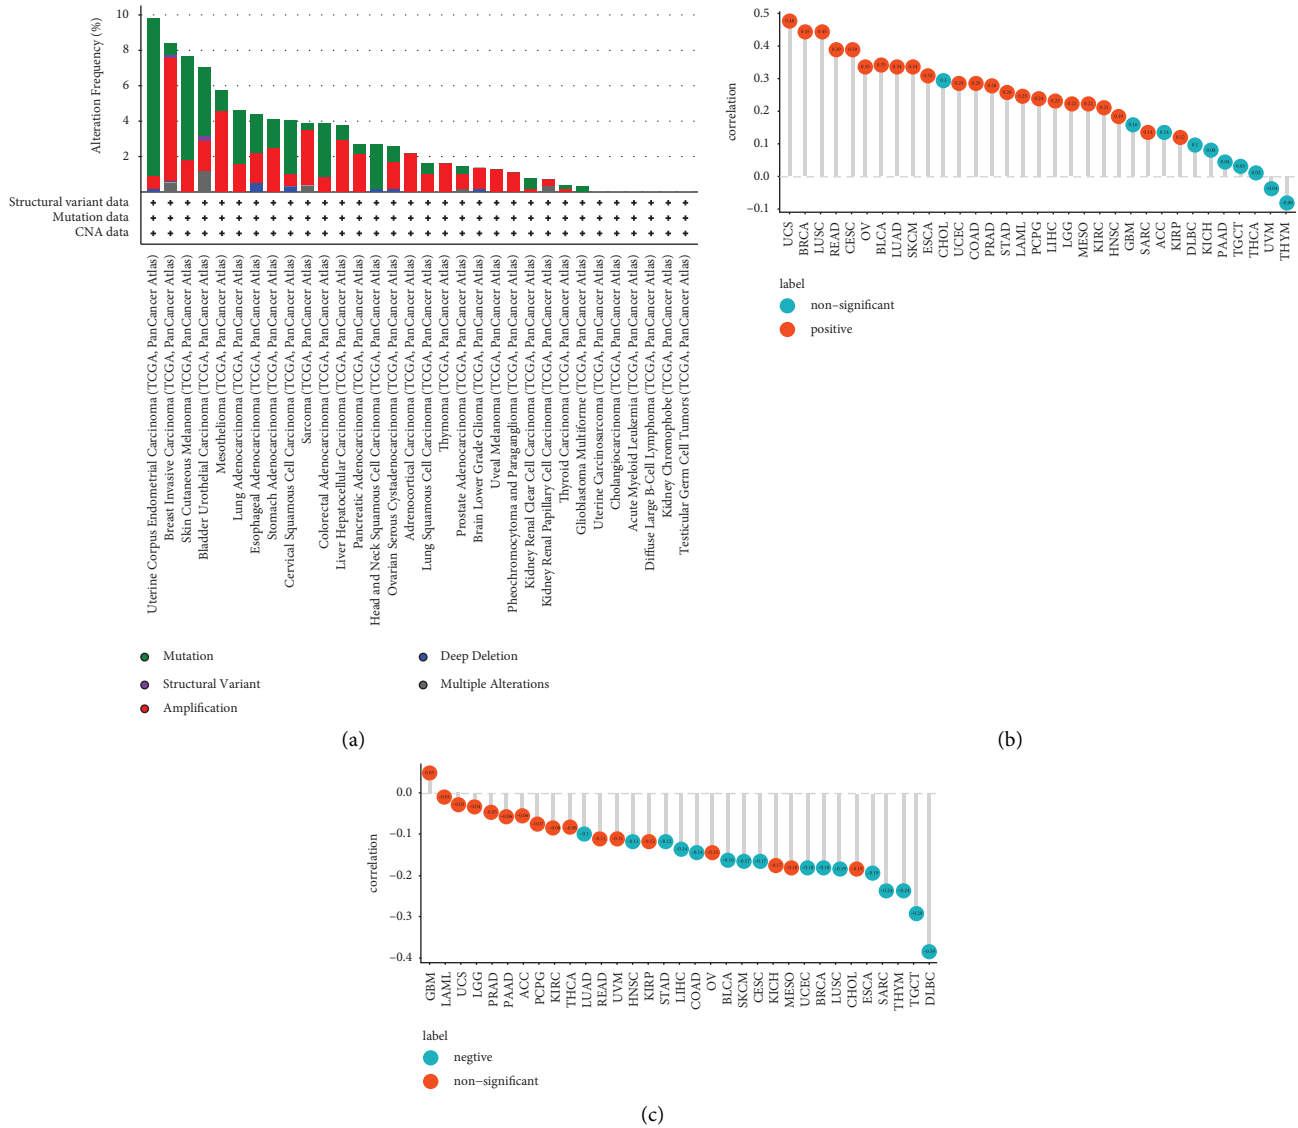 10
8
6
4
2
Alteration Frequency (%)
Structural variant data
Mutation data
CNA data
Uterine Corpus Endometrial Carcinoma (TCGA, PanCancer Atlas)
Breast Invasive Carcinoma (TCGA, PanCancer Atlas)
Skin Cutaneous Melanoma (TCGA, PanCancer Atlas)
Bladder Urothelial Carcinoma (TCGA, PanCancer Atlas)
Mesothelioma (TCGA, PanCancer Atlas)
Lung Adenocarcinoma (TCGA, PanCancer Atlas)
Esophageal Adenocarcinoma (TCGA, PanCancer Atlas)
Stomach Adenocarcinoma (TCGA, PanCancer Atlas)
Cervical Squamous Cell Carcinoma (TCGA, PanCancer Atlas)
Sarcoma (TCGA, PanCancer Atlas)
Colorectal Adenocarcinoma (TCGA, PanCancer Atlas)
Liver Hepatocellular Carcinoma (TCGA, PanCancer Atlas)
Pancreatic Adenocarcinoma (TCGA, PanCancer Atlas)
Head and Neck Squamous Cell Carcinoma (TCGA, PanCancer Atlas)
Ovarian Serous Cystadenocarcinoma (TCGA, PanCancer Atlas)
Adrenocortical Carcinoma (TCGA, PanCancer Atlas)
Lung Squamous Cell Carcinoma (TCGA, PanCancer Atlas)
Thymoma (TCGA, PanCancer Atlas)
Prostate Adenocarcinoma (TCGA, PanCancer Atlas)
Brain Lower Grade Glioma (TCGA, PanCancer Atlas)
Uveal Melanoma (TCGA, PanCancer Atlas)
Pheochromocytoma and Paraganglioma (TCGA, PanCancer Atlas)
Kidney Renal Clear Cell Carcinoma (TCGA, PanCancer Atlas)
Kidney Renal Papillary Cell Carcinoma (TCGA, PanCancer Atlas)
Thyroid Carcinoma (TCGA, PanCancer Atlas)
Glioblastoma Multiforme (TCGA, PanCancer Atlas)
Uterine Carcinosarcoma (TCGA, PanCancer Atlas)
Cholangiocarcinoma (TCGA, PanCancer Atlas)
Acute Myeloid Leukemia (TCGA, PanCancer Atlas)
Diffuse Large B-Cell Lymphoma (TCGA, PanCancer Atlas)
Kidney Chromophobe (TCGA, PanCancer Atlas)
Testicular Germ Cell Tumors (TCGA, PanCancer Atlas)
Mutation
Structural Variant
Amplification
Deep Deletion
Multiple Alterations
(a)
0.5
0.4
0.3
0.2
0.1
0.0
−0.1
correlation
UCS
BRCA
LUSC
READ
CESC
OV
BLCA
LUAD
SKCM
ESCA
CHOL
UCEC
COAD
PRAD
STAD
LAML
PCPG
LIHC
LGG
MESO
KIRC
HNSC
GBM
SARC
ACC
KIRP
DLBC
KICH
PAAD
TGCT
THCA
UVM
THYM
label
non−significant
positive
(b)
0.0
−0.1
−0.2
−0.3
−0.4
correlation
GBM
LAML
UCS
LGG
PRAD
PAAD
ACC
PCPG
KIRC
THCA
LUAD
READ
UVM
HNSC
KIRP
STAD
LIHC
COAD
OV
BLCA
SKCM
CESC
KICH
MESO
UCEC
BRCA
LUSC
CHOL
ESCA
SARC
THYM
TGCT
DLBC
label
negtive
non−significant
(c)